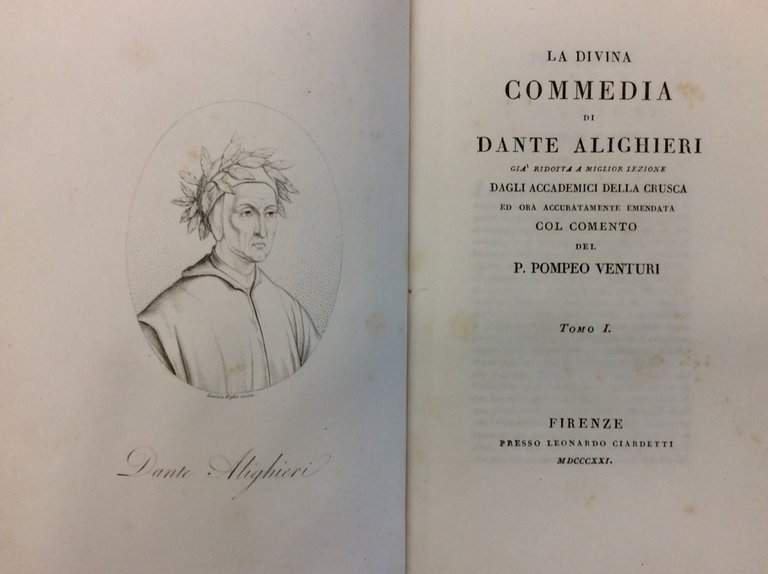 Dante Alighieri
LA DIVINA
COMMEDIA
DI
DANTE ALIGHIERI
GIA' RIDOTTA A MIGLIOR LEZIONE
DAGLI ACCADEMICI DELLA CRUSCA
ED ORA ACCURATAMENTE EMENDATA
COL COMENTO
DEL
P. POMPEO VENTURI
Tomo I.
FIRENZE
PRESSO LEONARDO CIARDETTI
MDCCCXXI.